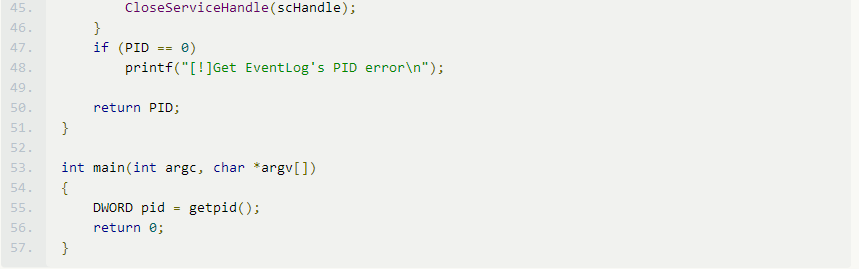 45. CloseServiceHandle(scHandle);
46. }
47. if (PID == 0)
48. printf("[!]Get EventLog's PID error\n");
49.
50. return PID;
51. }
52.
53. int main(int argc, char *argv[])
54. {
55. DWORD pid = getpid();
56. return 0;
57. }